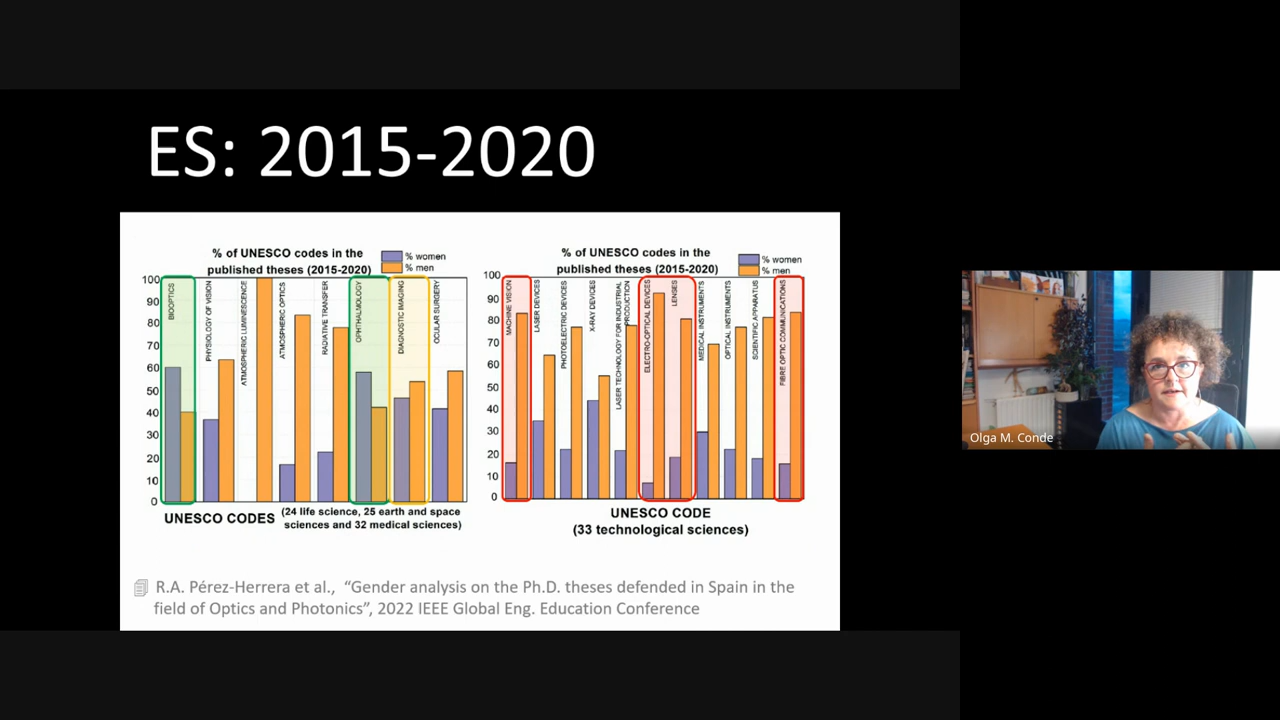 ES: 2015-2020
% of UNESCO codes in the
published theses (2015-2020)
% women
% men
100
90
80
70
60
50
40
30
20
10
0
BIOOPTICS
PHYSIOLOGY OF VISION
ATMOSPHERIC LUMINESCENCE
ATMOSPHERIC OPTICS
RADIATIVE TRANSFER
OPHTHALMOLOGY
DIAGNOSTIC IMAGING
OCULAR SURGERY
UNESCO CODES
(24 life science, 25 earth and space
sciences and 32 medical sciences)
% of UNESCO codes in the
published theses (2015-2020)
% women
% men
100
90
80
70
60
50
40
30
20
10
0
MACHINE VISION
LASER DEVICES
PHOTOELECTRIC DEVICES
X-RAY DEVICES
LASER TECHNOLOGY FOR INDUSTRIAL
PRODUCTION
ELECTRO-OPTICAL DEVICES
LENSES
MEDICAL INSTRUMENTS
OPTICAL INSTRUMENTS
SCIENTIFIC APPARATUS
FIBRE OPTIC COMMUNICATIONS
UNESCO CODE
(33 technological sciences)
R.A. Pérez-Herrera et al., “Gender analysis on the Ph.D. theses defended in Spain in the
field of Optics and Photonics”, 2022 IEEE Global Eng. Education Conference
Olga M. Conde